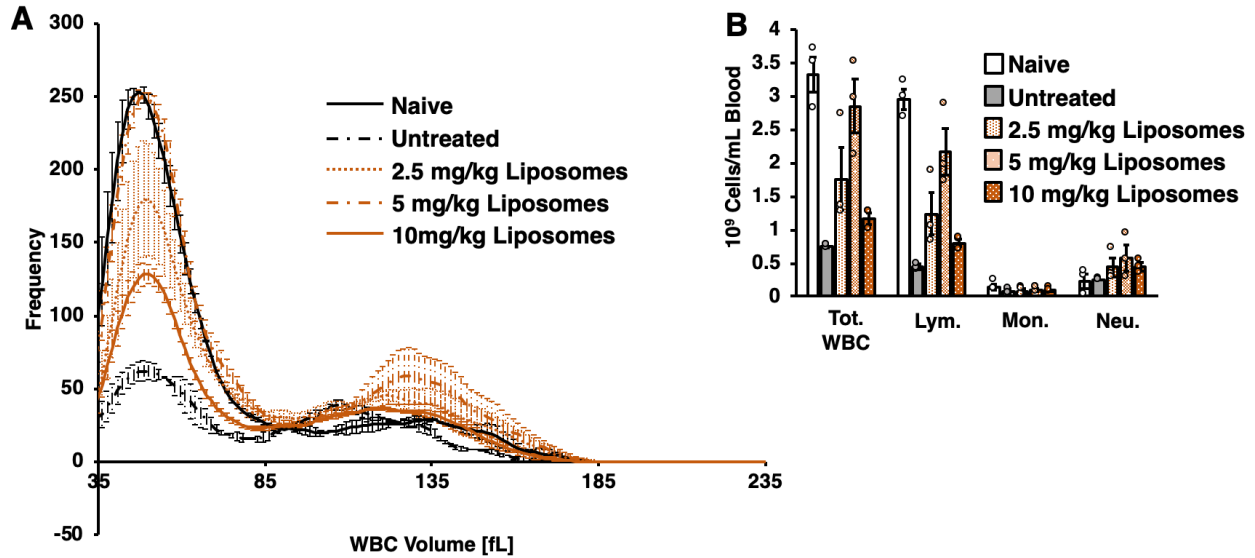 A
300
250
200
150
100
50
0
-50
Frequency
35
85
135
185
235
WBC Volume [fL]
Naive
Untreated
2.5 mg/kg Liposomes
5 mg/kg Liposomes
10mg/kg Liposomes
B
4
3.5
3
2.5
2
1.5
1
0.5
0
10⁹ Cells/mL Blood
Tot.
WBC
Lym.
Mon.
Neu.
Naive
Untreated
2.5 mg/kg Liposomes
5 mg/kg Liposomes
10 mg/kg Liposomes